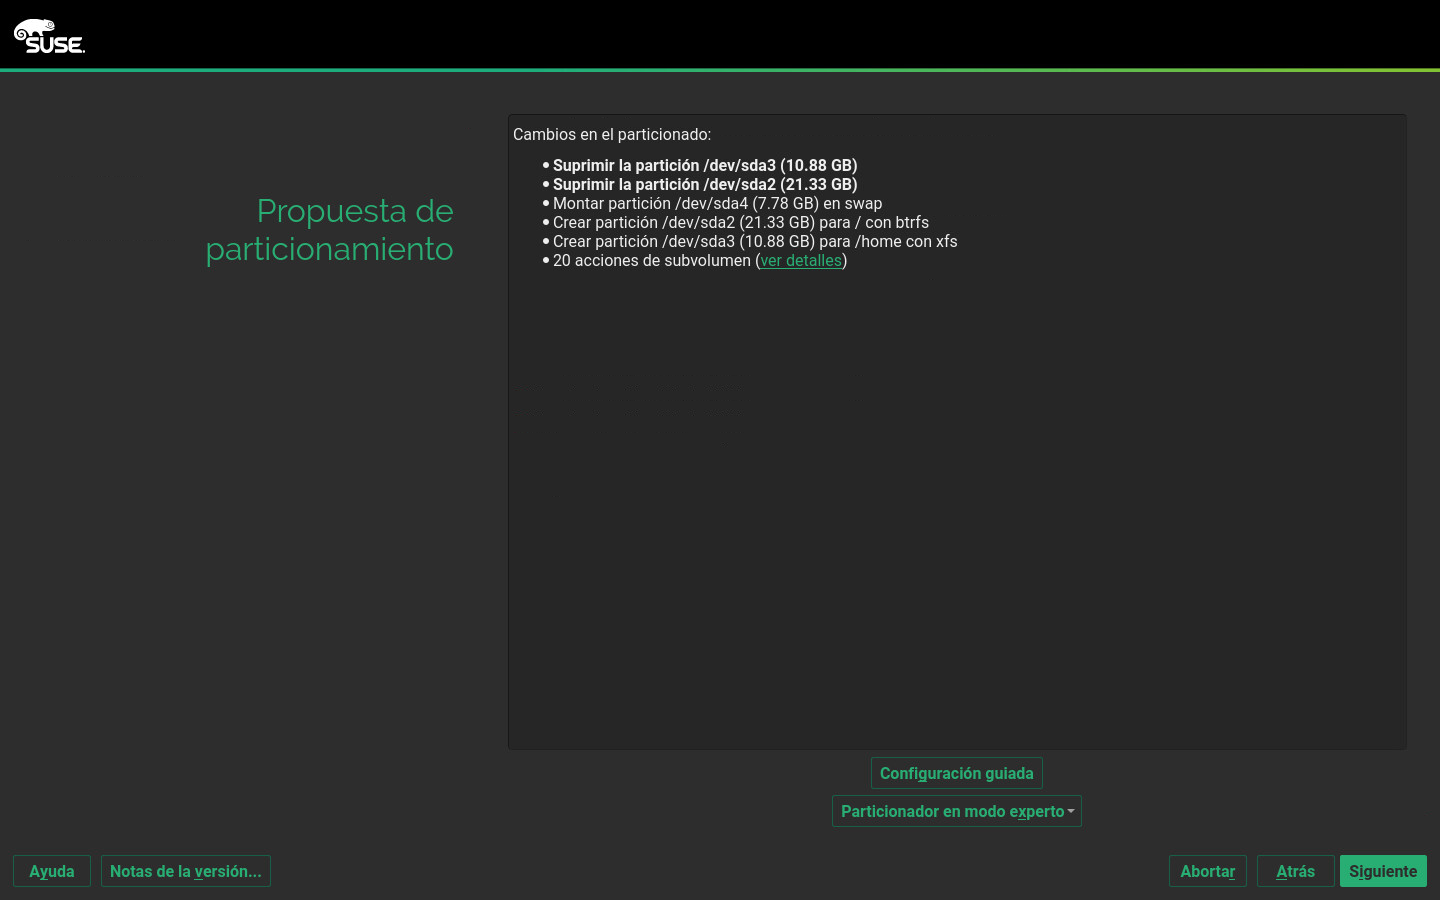 SUSE.
Propuesta de
particionamiento
Cambios en el particionado:
Suprimir la partición /dev/sda3 (10.88 GB)
Suprimir la partición /dev/sda2 (21.33 GB)
Montar partición /dev/sda4 (7.78 GB) en swap
Crear partición /dev/sda2 (21.33 GB) para / con btrfs
Crear partición /dev/sda3 (10.88 GB) para /home con xfs
20 acciones de subvolumen (ver detalles)
Configuración guiada
Particionador en modo experto
Ayuda
Notas de la versión...
Abortar
Atrás
Siguiente